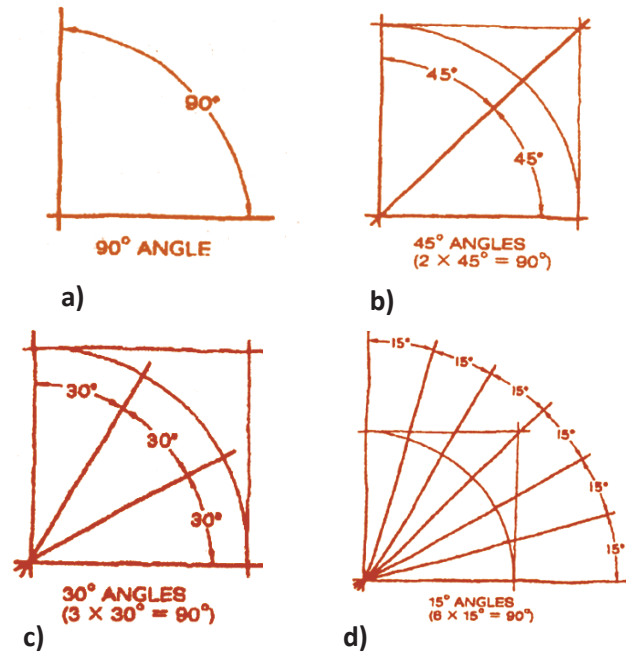 90°
90° ANGLE
a)
45°
45°
45° ANGLES
(2 × 45° = 90°)
b)
30°
30°
30°
30° ANGLES
(3 × 30° = 90°)
c)
15°
15°
15°
15°
15°
15°
15° ANGLES
(6 × 15° = 90°)
d)